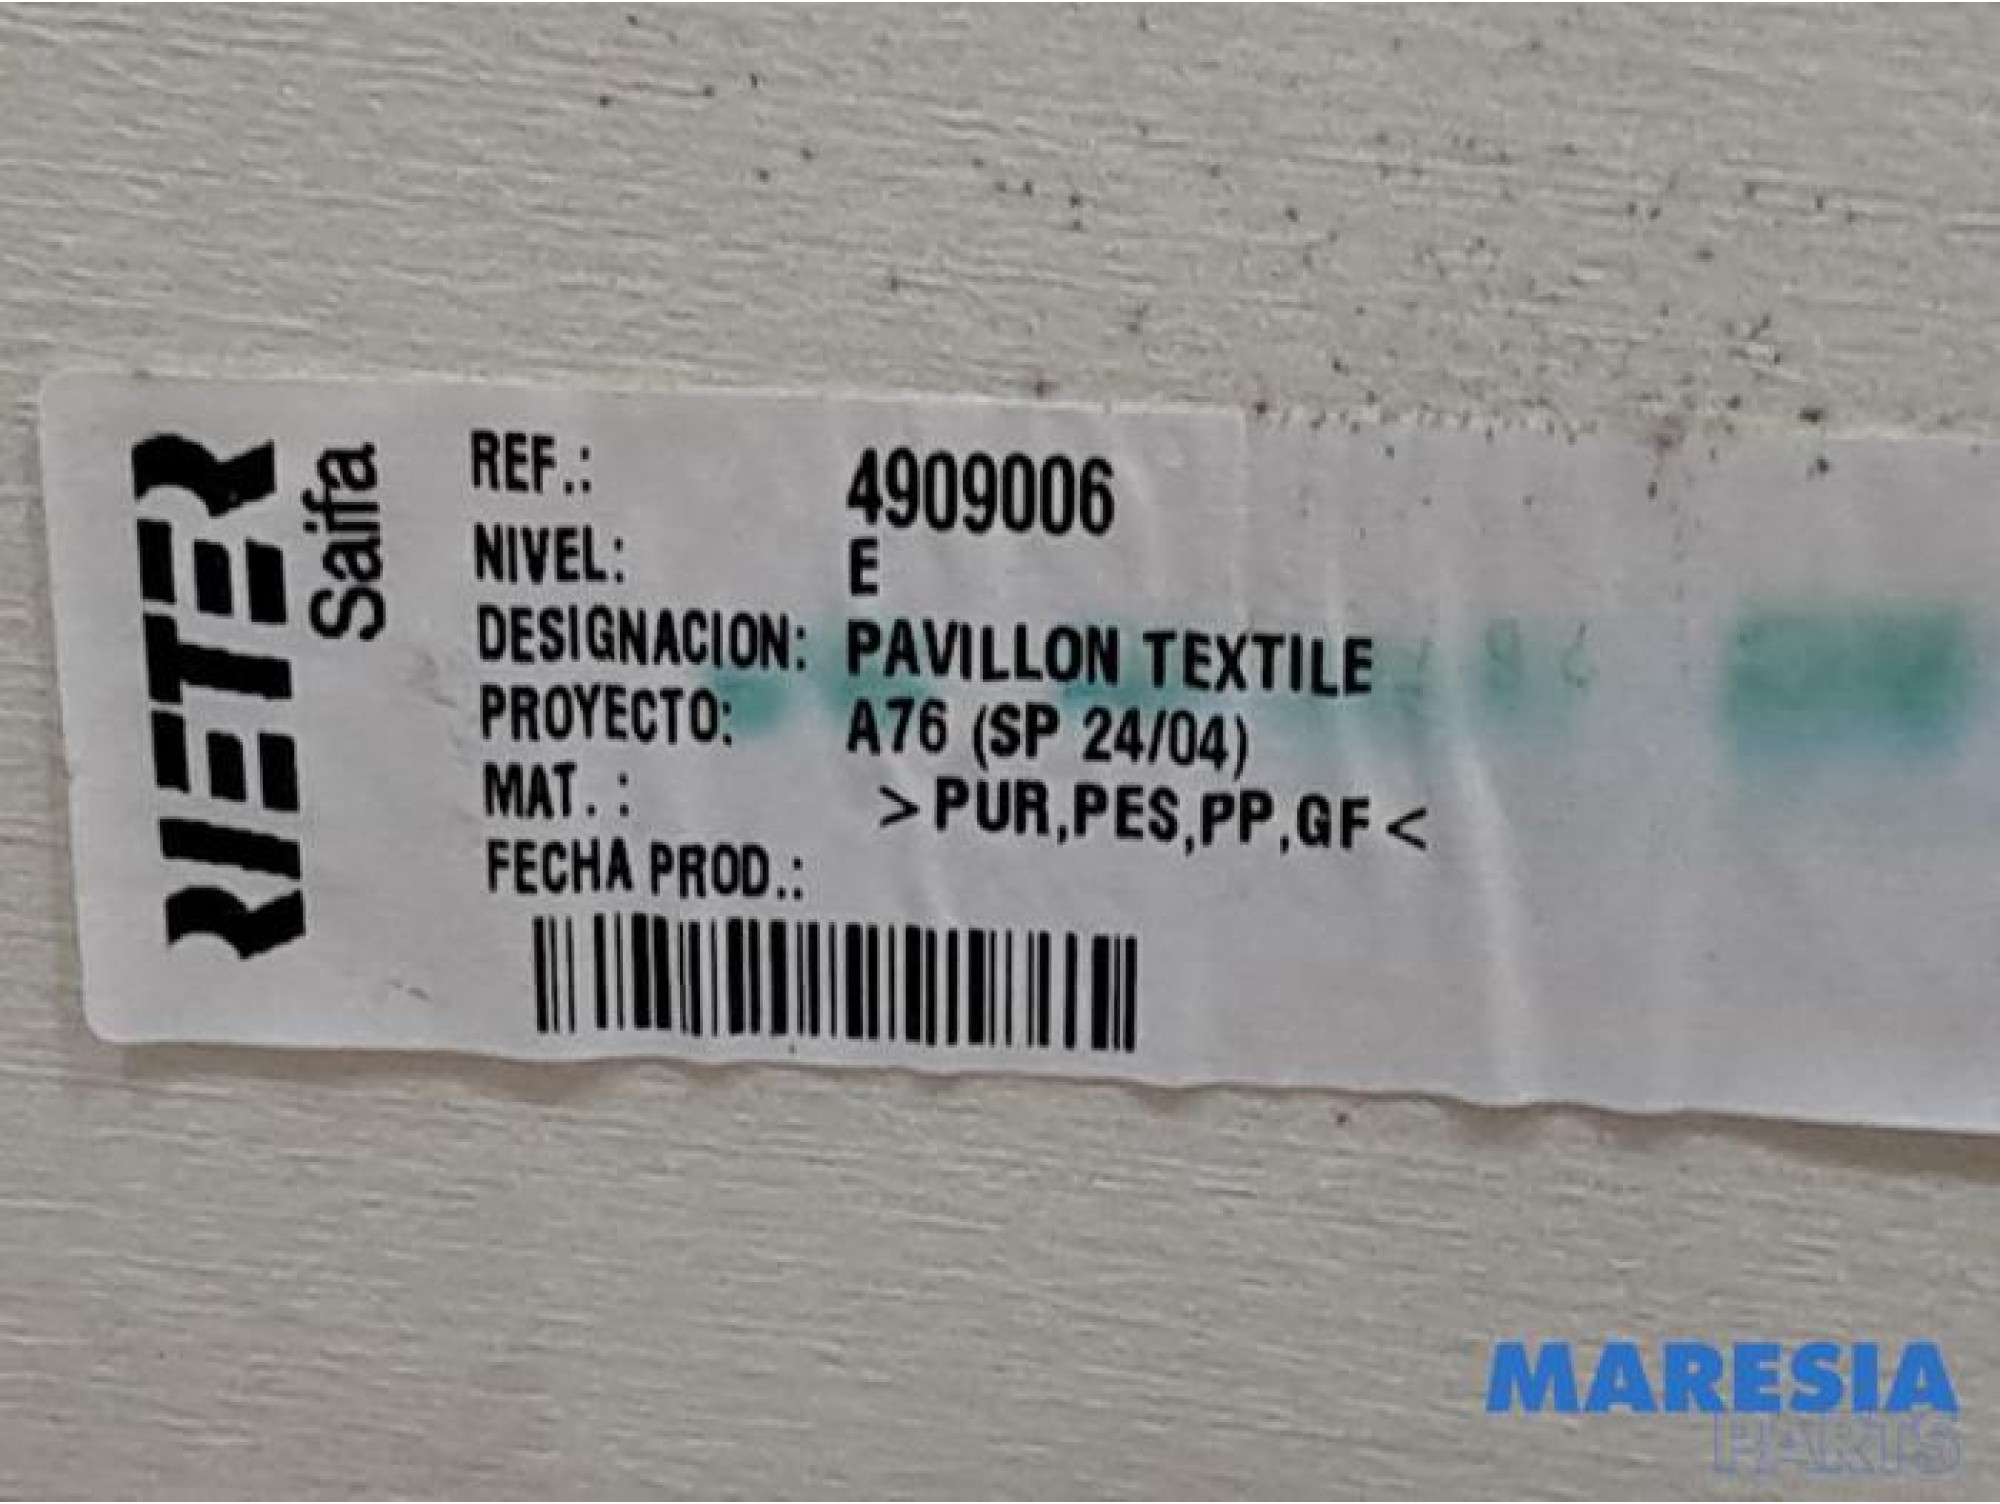 RIETER
Saifa
REF.: 4909006
NIVEL: E
DESIGNACION: PAVILLON TEXTILE
PROYECTO: A76 (SP 24/04)
MAT. : >PUR,PES,PP,GF<
FECHA PROD.:
MARESIA
PARTS